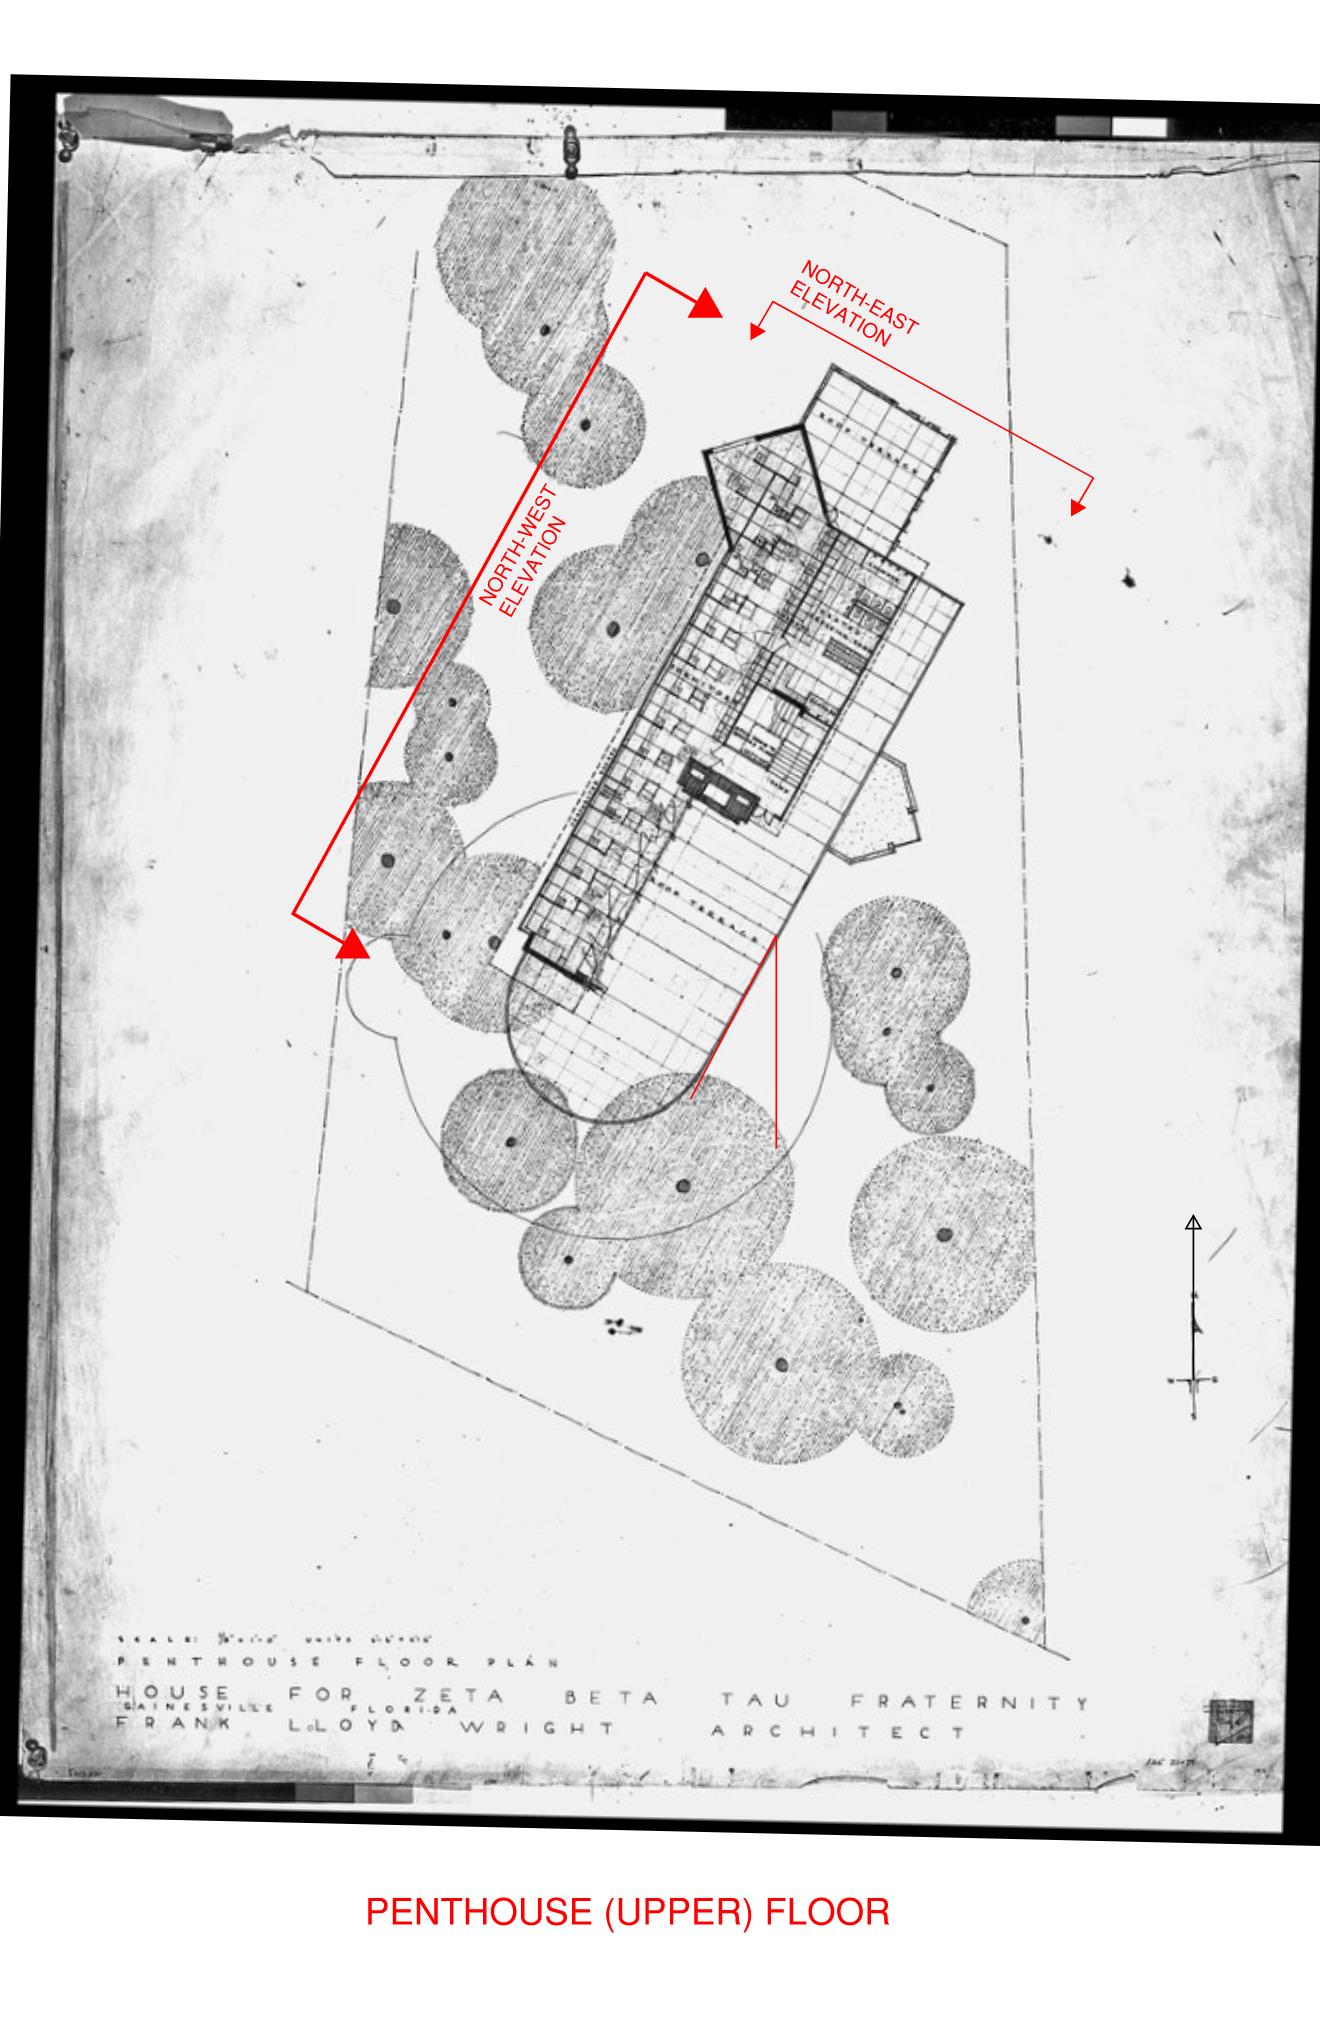 NORTH-EAST
ELEVATION
NORTH-WEST
ELEVATION
ROOF TERRACE
ROOF TERRACE
SCALE:
PENTHOUSE FLOOR PLAN
HOUSE FOR ZETA BETA TAU FRATERNITY
GAINESVILLE FLORIDA
FRANK LLOYD WRIGHT ARCHITECT
PENTHOUSE (UPPER) FLOOR